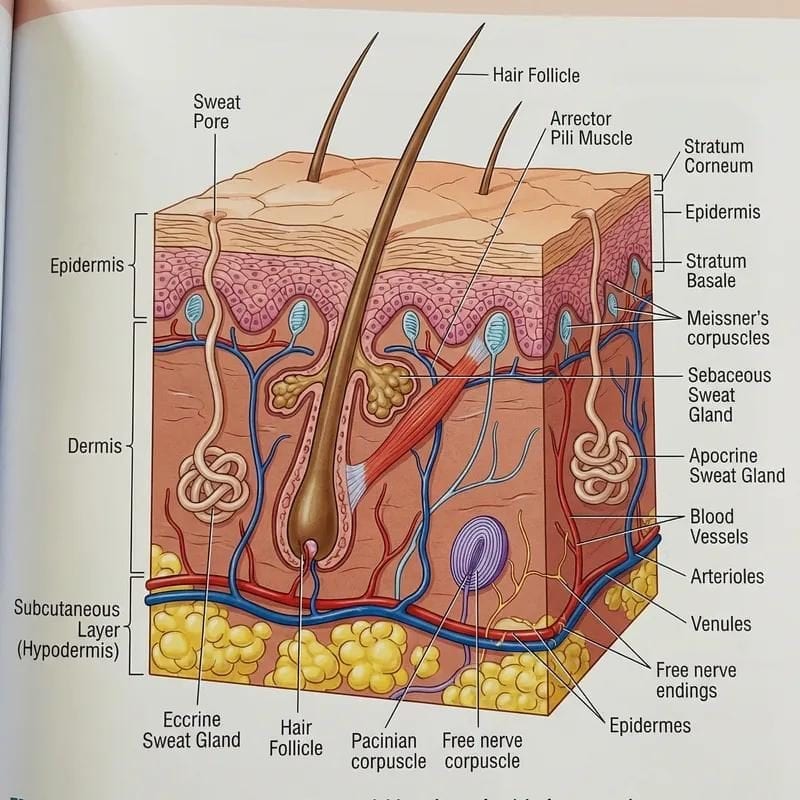 Hair Follicle
Sweat
Pore
Arrector
Pili Muscle
Stratum
Corneum
Epidermis
Epidermis
Stratum
Basale
Meissner's
corpuscles
Sebaceous
Sweat
Gland
Dermis
Apocrine
Sweat Gland
Blood
Vessels
Arterioles
Subcutaneous
Layer
(Hypodermis)
Venules
Free nerve
endings
Epidermes
Eccrine
Sweat Gland
Hair
Follicle
Pacinian
corpuscle
Free nerve
corpuscle